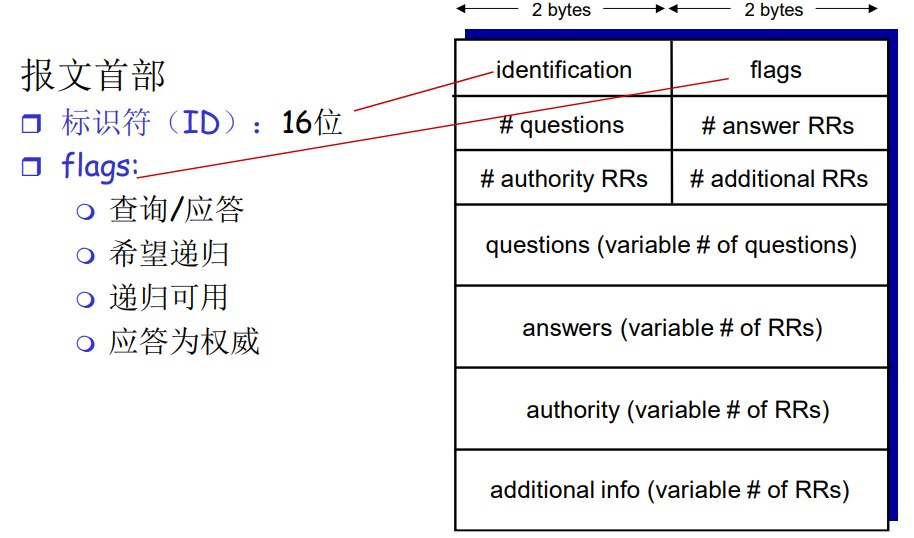 报文首部
标识符（ID）：16位
flags:
查询/应答
希望递归
递归可用
应答为权威
2 bytes 2 bytes
identification flags
# questions # answer RRs
# authority RRs # additional RRs
questions (variable # of questions)
answers (variable # of RRs)
authority (variable # of RRs)
additional info (variable # of RRs)